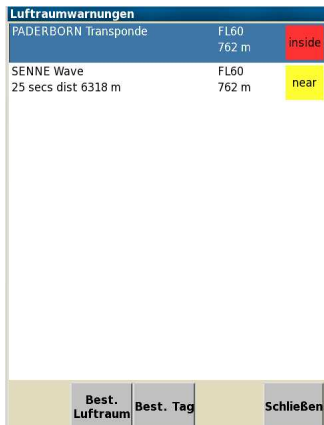 Luftraumwarnungen
PADERBORN Transponde FL60
762 m
inside
SENNE Wave FL60
25 secs dist 6318 m 762 m
near
Best.
Luftraum
Best. Tag
Schließen